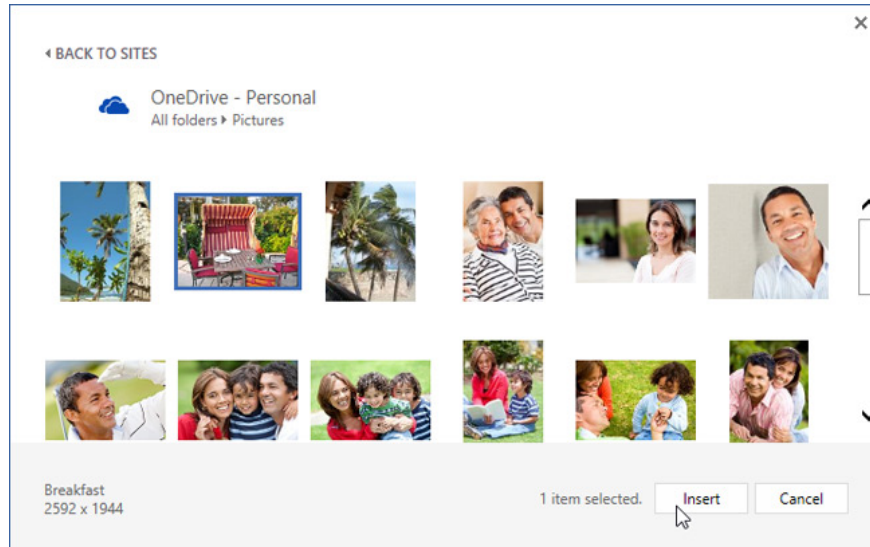 BACK TO SITES
OneDrive - Personal
All folders Pictures
Breakfast
2592 x 1944
1 item selected.
Insert
Cancel